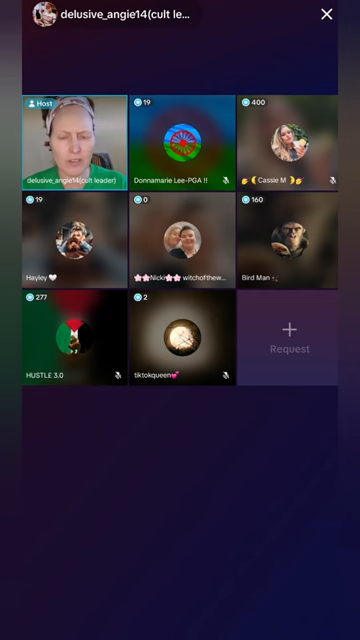 delusive_angie14(cult le...
Host
delusive_angie14(cult leader)
19
Donnamarie Lee-PGA !!
400
💅🌙Cassie M 🌛💅
19
Hayley 🤍
0
🌸🌸Nicki🌸🌸 witchofthew...
160
Bird Man
277
HUSTLE 3.0
2
tiktokqueen💕
Request